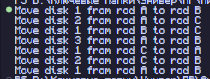 Move disk 1 from rod A to rod B
Move disk 2 from rod A to rod C
Move disk 1 from rod B to rod C
Move disk 3 from rod A to rod B
Move disk 1 from rod C to rod A
Move disk 2 from rod C to rod B
Move disk 1 from rod A to rod B